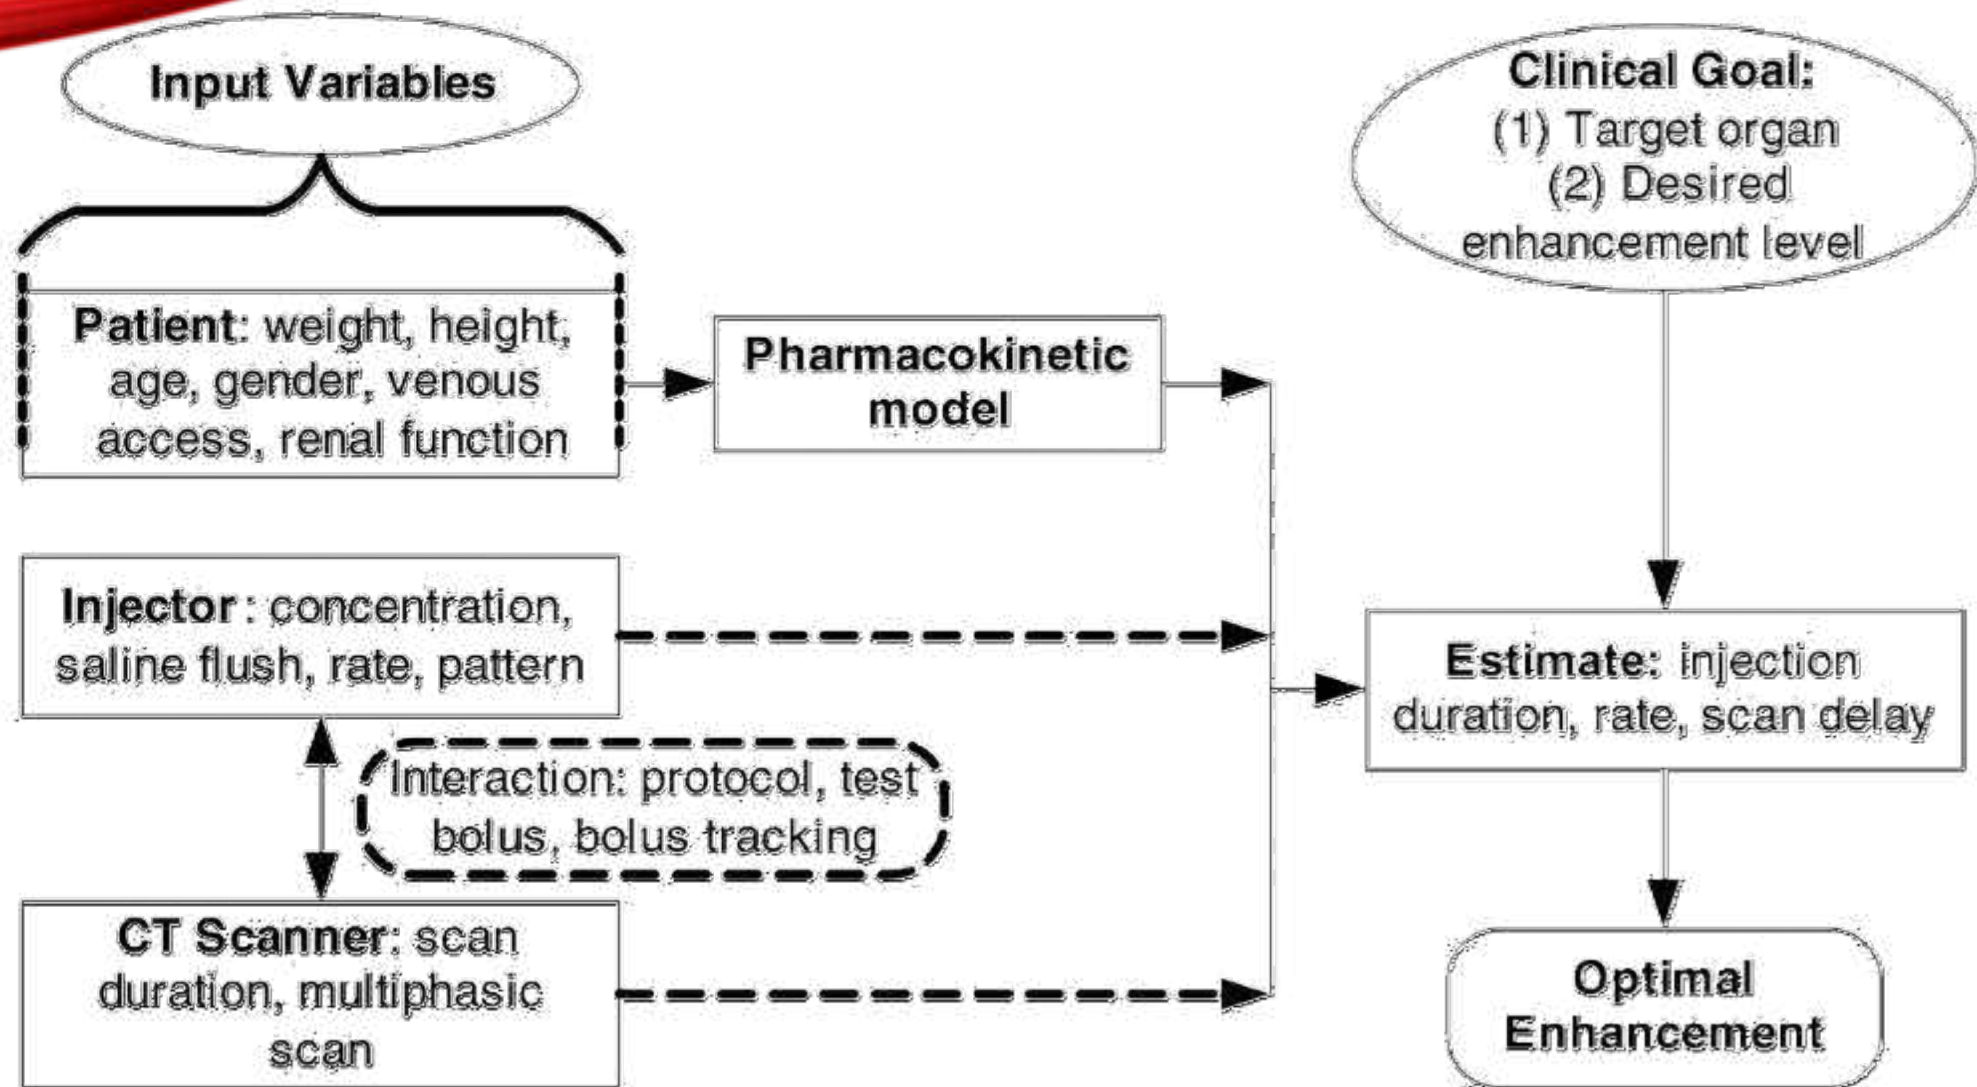 Input Variables
Patient: weight, height,
age, gender, venous
access, renal function
Pharmacokinetic
model
Injector: concentration,
saline flush, rate, pattern
Interaction: protocol, test
bolus, bolus tracking
CT Scanner: scan
duration, multiphasic
scan
Clinical Goal:
(1) Target organ
(2) Desired
enhancement level
Estimate: injection
duration, rate, scan delay
Optimal
Enhancement